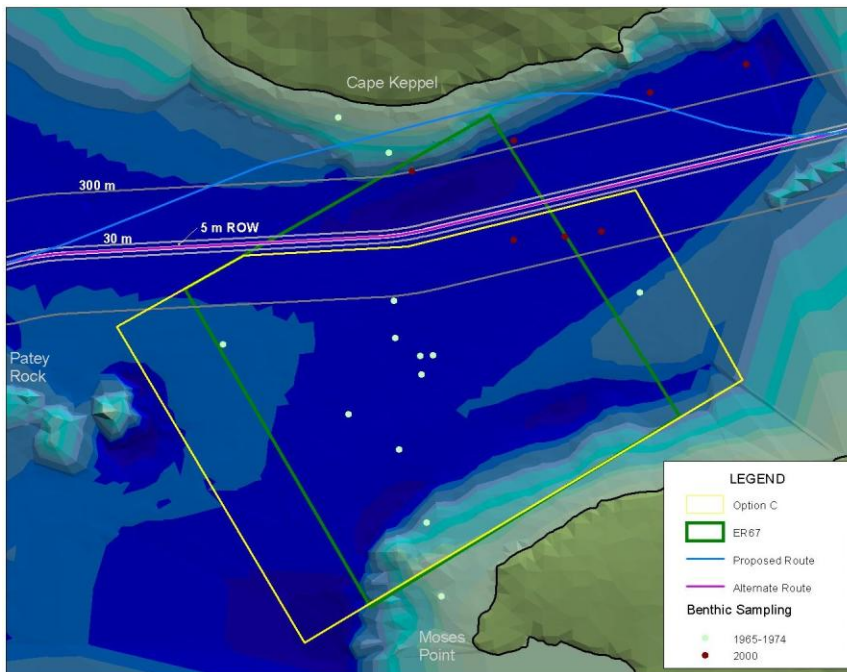 Cape Keppel
300 m
5 m ROW
30 m
Patey
Rock
LEGEND
Option C
ER67
Proposed Route
Alternate Route
Benthic Sampling
1965-1974
2000
Moses
Point